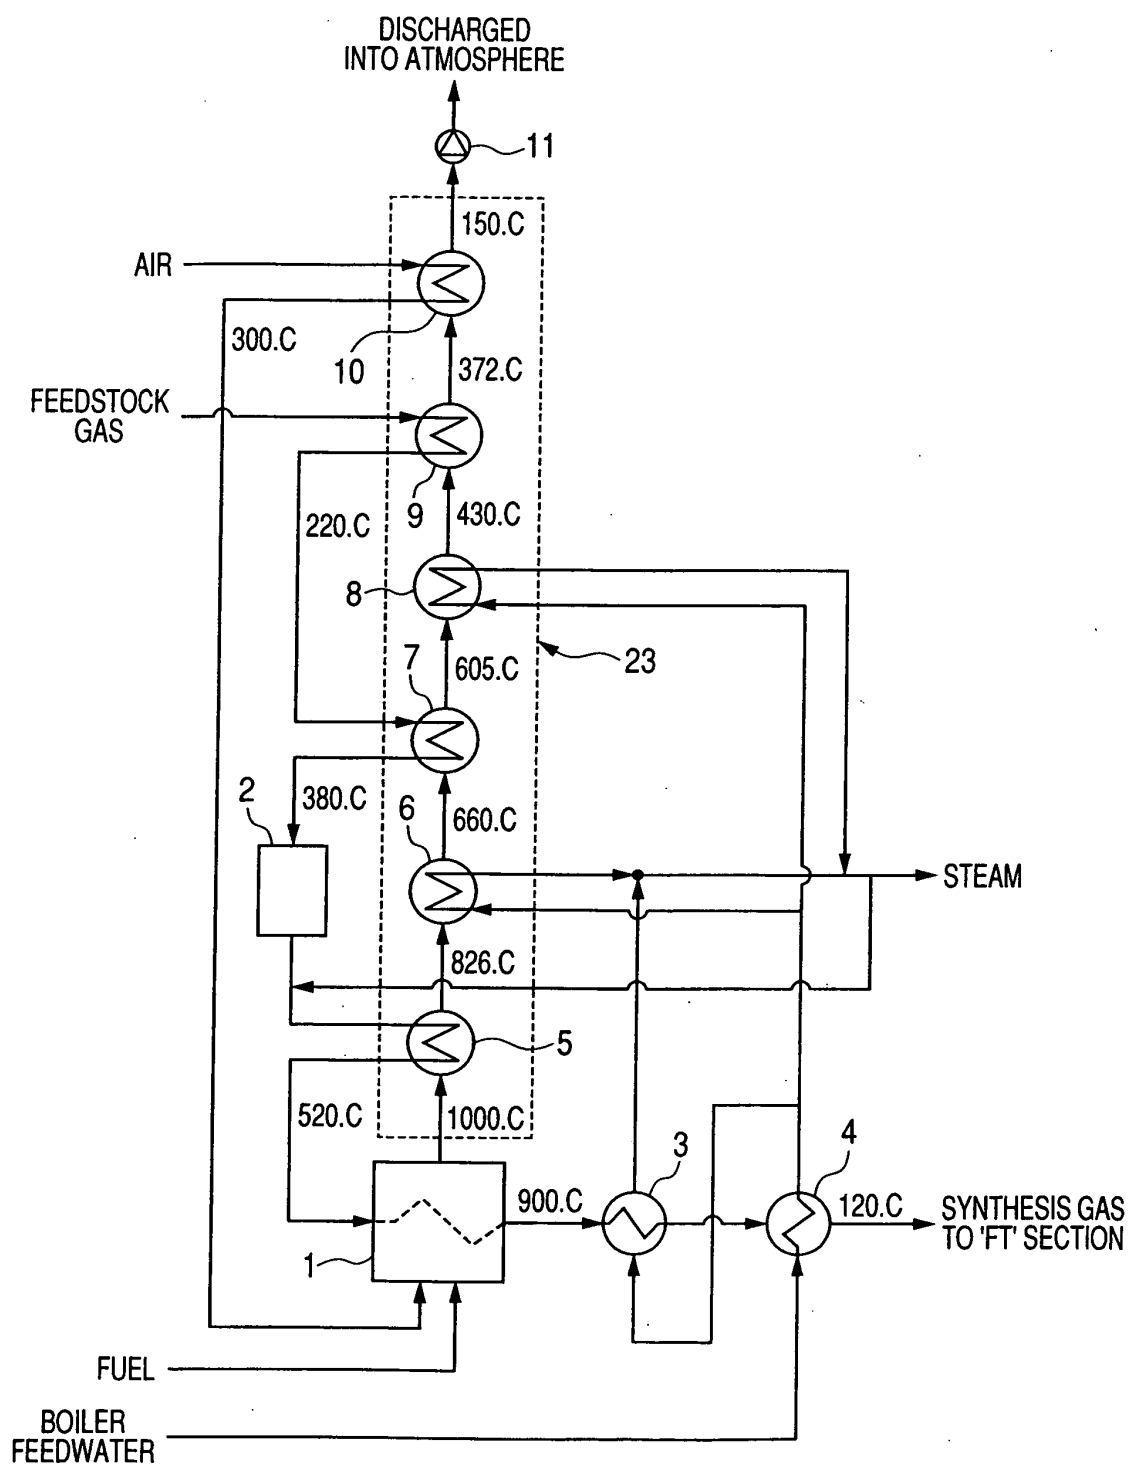 DISCHARGED
INTO ATMOSPHERE
11
150.C
AIR
300.C
10
372.C
FEEDSTOCK
GAS
9
430.C
220.C
8
23
7
605.C
2
380.C
6
660.C
STEAM
826.C
5
520.C
1000.C
3
4
900.C
120.C
SYNTHESIS GAS
TO 'FT' SECTION
1
FUEL
BOILER
FEEDWATER